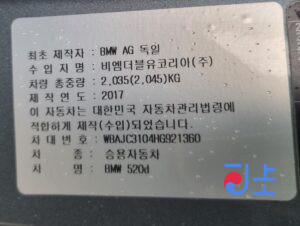 최초 제작자 : BMW AG 독일
수 입 자 명 : 비엠더블유코리아(주)
차량 총중량 : 2,035(2,045)KG
제 작 연 도 : 2017
이 자동차는 대한민국 자동차관리법령에
적합하게 제작(수입)되었습니다.
차 대 번 호 : WBAJC3104HG921360
차 종 : 승용자동차
차 명 : BMW 520d